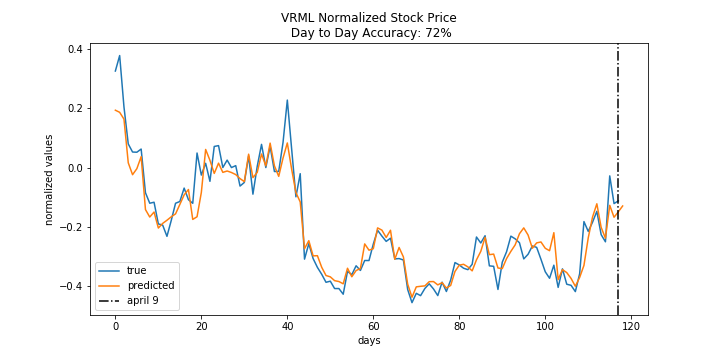 VRML Normalized Stock Price
Day to Day Accuracy: 72%
normalized values
0.4
0.2
0.0
−0.2
−0.4
true
predicted
april 9
0
20
40
60
80
100
120
days